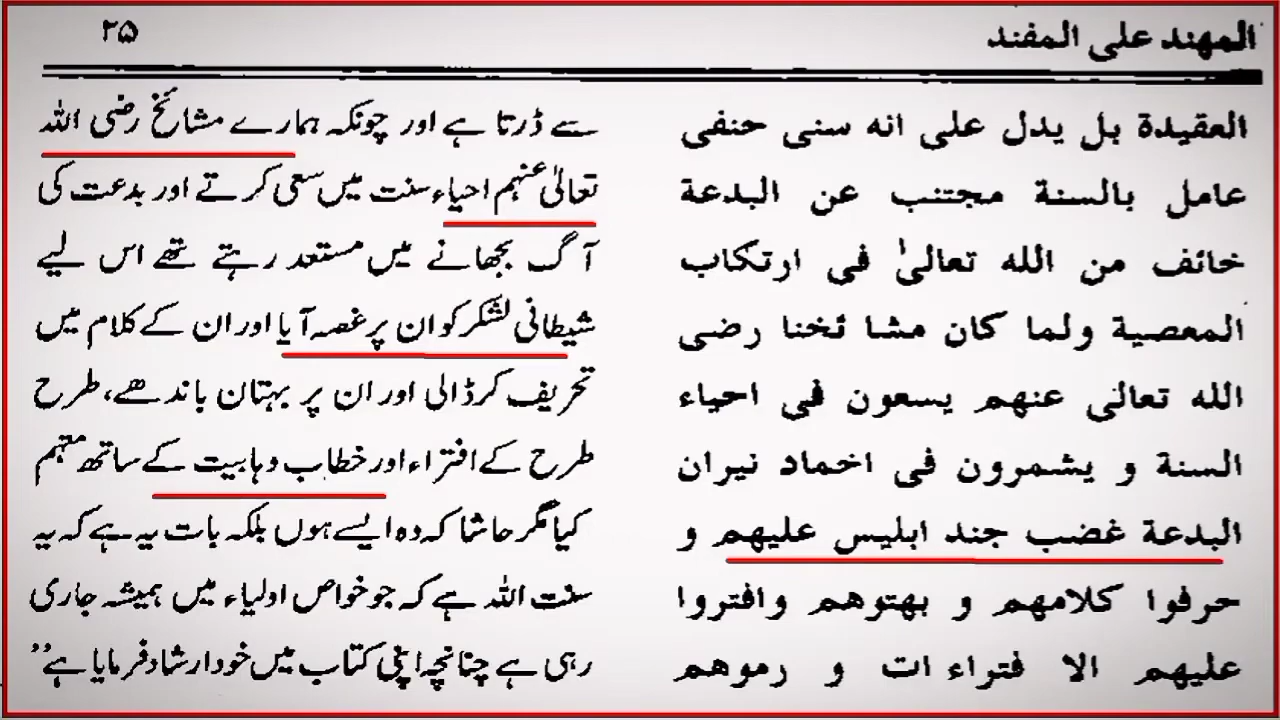 المهند على المفند ۲۵
العقيدة بل يدل على انه سنى حنفى
عامل بالسنة مجتنب عن البدعة
خائف من الله تعالىٰ فى ارتكاب
المعصية ولما كان مشا ئخنا رضى
الله تعالى عنهم يسعون فى احياء
السنة و يشمرون فى اخماد نيران
البدعة غضب جند ابليس عليهم و
حرفوا كلامهم و بهتوهم وافتروا
عليهم الا فتراء ات و رموهم
سے ڈرتا ہے اور چونکہ ہمارے مشائخ رضی اللہ
تعالیٰ عنہم احیاء سنت میں سعی کرتے اور بدعت کی
آگ بجھانے میں مستعد رہتے تھے اس لیے
شیطانی لشکر کو ان پر غصہ آیا اور ان کے کلام میں
تحریف کر ڈالی اور ان پر بہتان باندھے، طرح
طرح کے افتراء اور خطاب وہابیت کے ساتھ متہم
کیا مگر حاشا کہ وہ ایسے ہوں بلکہ بات یہ ہے کہ یہ
سنت اللہ ہے کہ جو خواص اولیاء میں ہمیشہ جاری
رہی ہے چنانچہ اپنی کتاب میں خود ارشاد فرمایا ہے ”